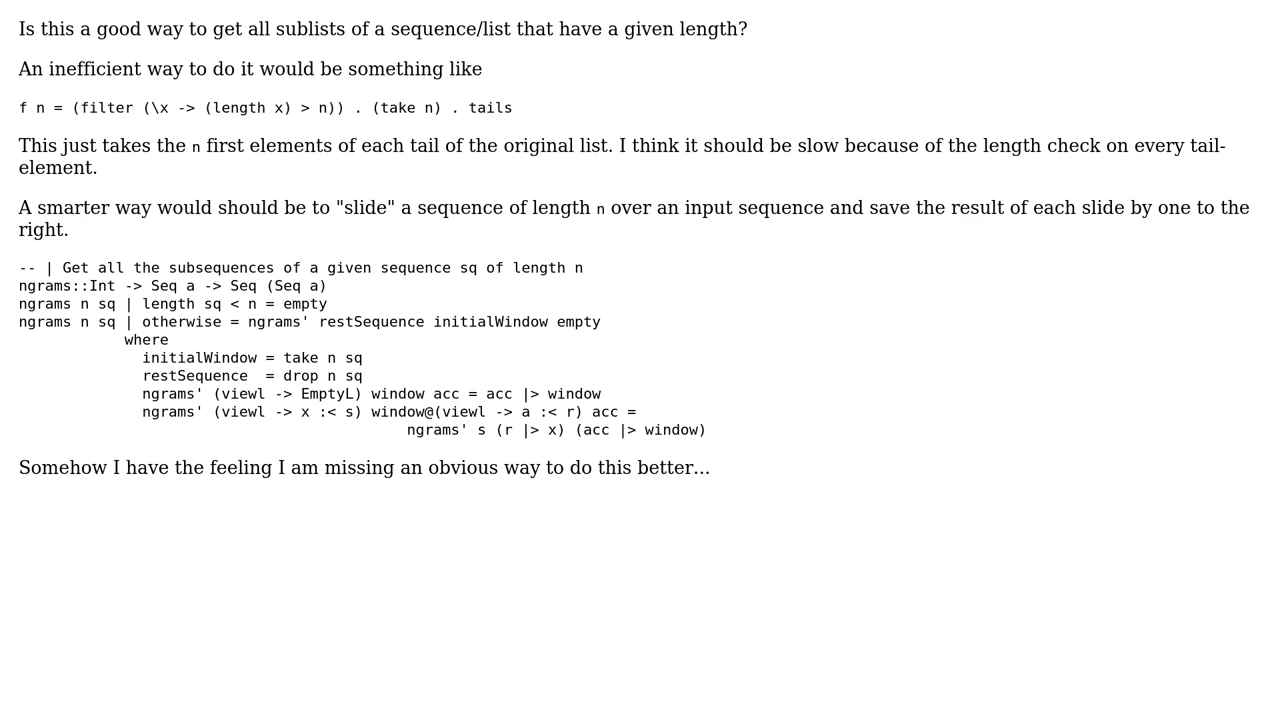 Is this a good way to get all sublists of a sequence/list that have a given length?
An inefficient way to do it would be something like
f n = (filter (\x -> (length x) > n)) . (take n) . tails
This just takes the n first elements of each tail of the original list. I think it should be slow because of the length check on every tail-
element.
A smarter way would should be to "slide" a sequence of length n over an input sequence and save the result of each slide by one to the
right.
-- | Get all the subsequences of a given sequence sq of length n
ngrams::Int -> Seq a -> Seq (Seq a)
ngrams n sq | length sq < n = empty
ngrams n sq | otherwise = ngrams' restSequence initialWindow empty
            where
              initialWindow = take n sq
              restSequence  = drop n sq
              ngrams' (viewl -> EmptyL) window acc = acc |> window
              ngrams' (viewl -> x :< s) window@(viewl -> a :< r) acc =
                                            ngrams' s (r |> x) (acc |> window)
Somehow I have the feeling I am missing an obvious way to do this better...